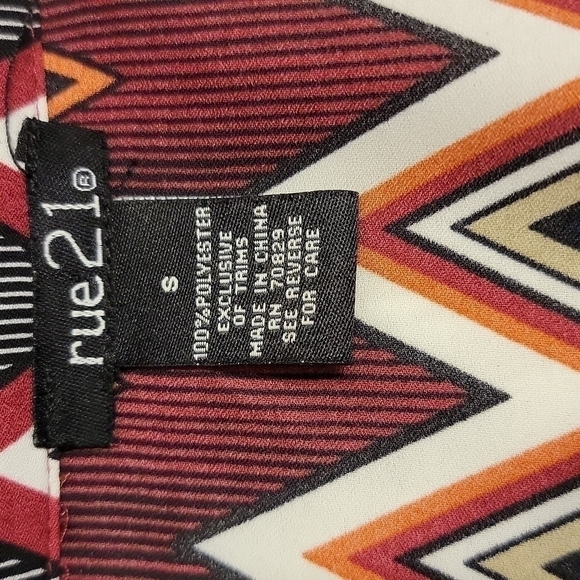 rue21®
S
100%POLYESTER
EXCLUSIVE
OF TRIMS
MADE IN CHINA
RN 70829
SEE REVERSE
FOR CARE